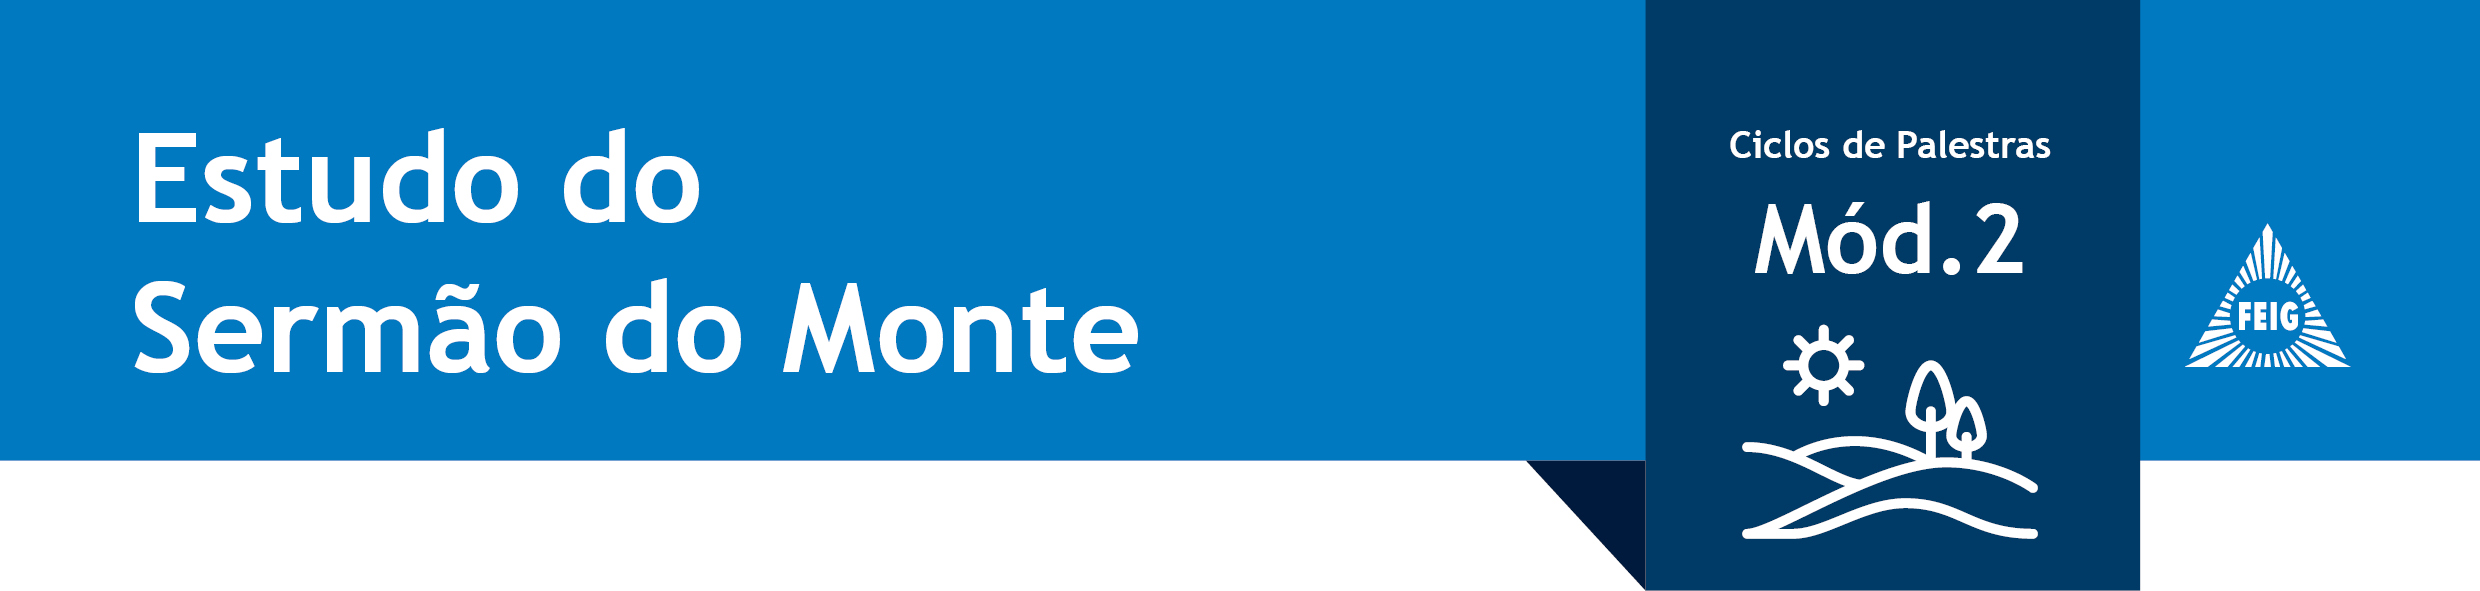 Estudo do
Sermão do Monte
Ciclos de Palestras
Mód.2
FEIG